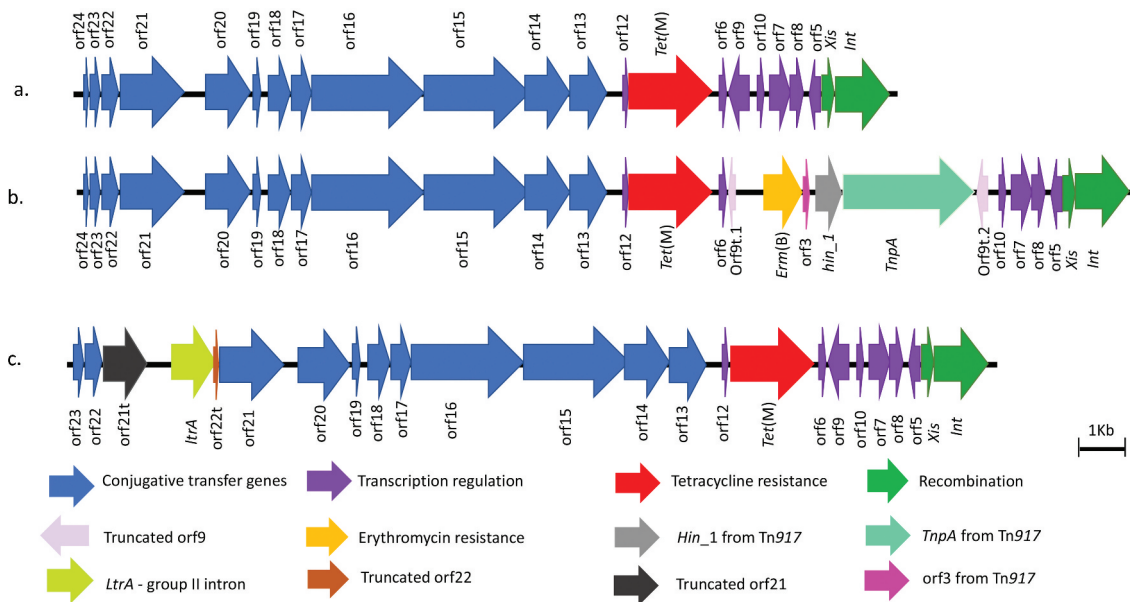 orf24 orf23 orf22 orf21 orf20 orf19 orf18 orf17 orf16 orf15 orf14 orf13 orf12 Tet(M) orf6 orf9 orf10 orf7 orf8 orf5 Xis Int
a.
b.
orf24 orf23 orf22 orf21 orf20 orf19 orf18 orf17 orf16 orf15 orf14 orf13 orf12 Tet(M) orf6 Orf9t.1 Erm(B) orf3 hin_1 TnpA Orf9t.2 orf10 orf7 orf8 orf5 Xis Int
c.
orf23 orf22 orf21t ltrA orf22t orf21 orf20 orf19 orf18 orf17 orf16 orf15 orf14 orf13 orf12 Tet(M) orf6 orf9 orf10 orf7 orf8 orf5 Xis Int
1Kb
Conjugative transfer genes Transcription regulation Tetracycline resistance Recombination
Truncated orf9 Erythromycin resistance Hin_1 from Tn917 TnpA from Tn917
LtrA - group II intron Truncated orf22 Truncated orf21 orf3 from Tn917